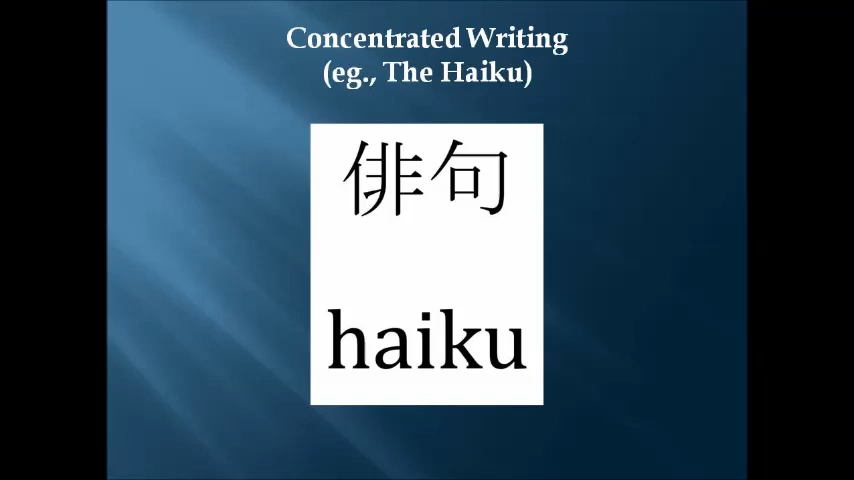 Concentrated Writing
(eg., The Haiku)
俳句
haiku